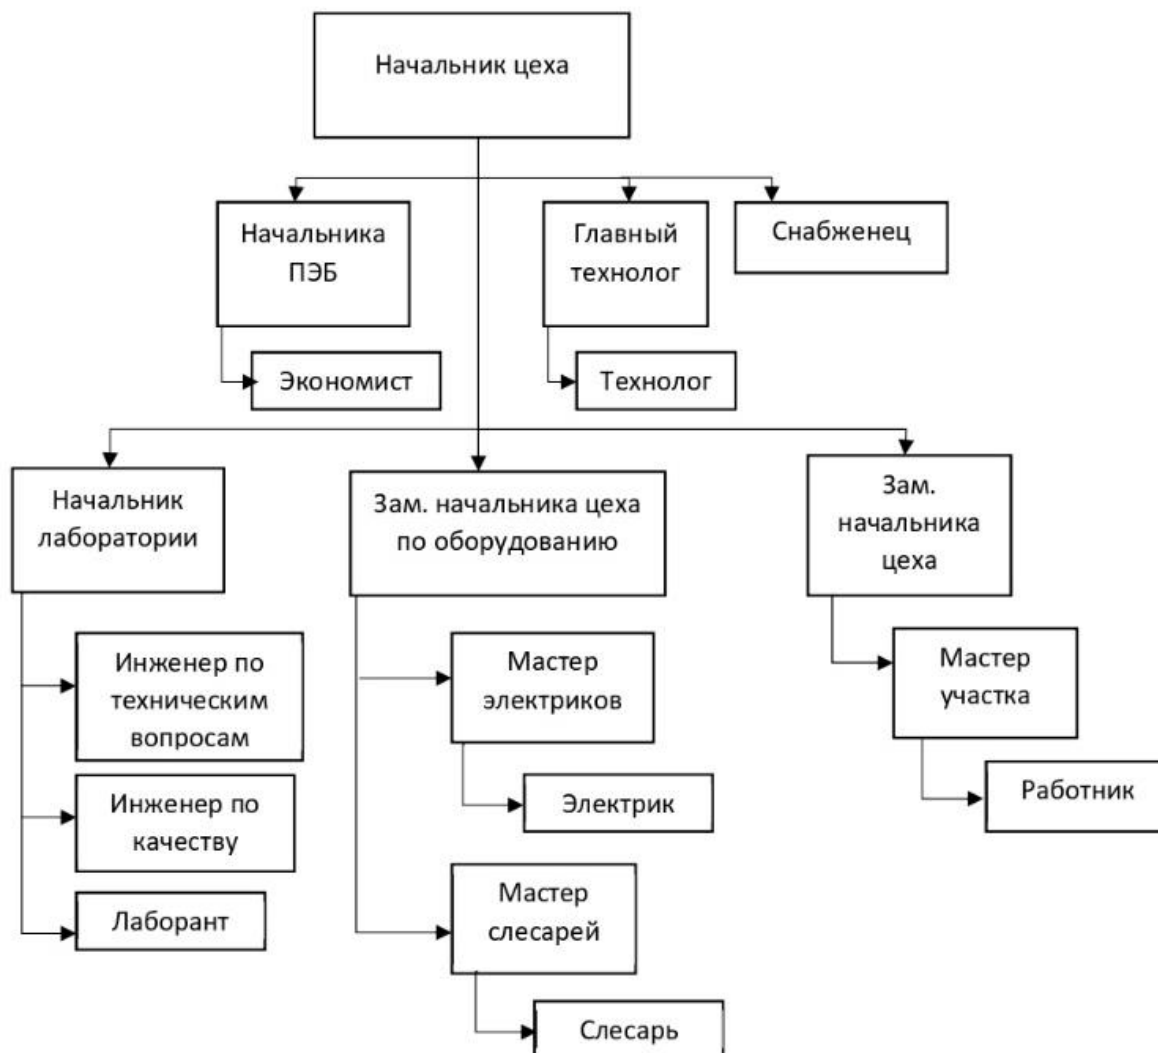 Начальник цеха
Начальника
ПЭБ
Главный
технолог
Снабженец
Экономист
Технолог
Начальник
лаборатории
Зам. начальника цеха
по оборудованию
Зам.
начальника
цеха
Инженер по
техническим
вопросам
Мастер
электриков
Мастер
участка
Инженер по
качеству
Электрик
Работник
Лаборант
Мастер
слесарей
Слесарь